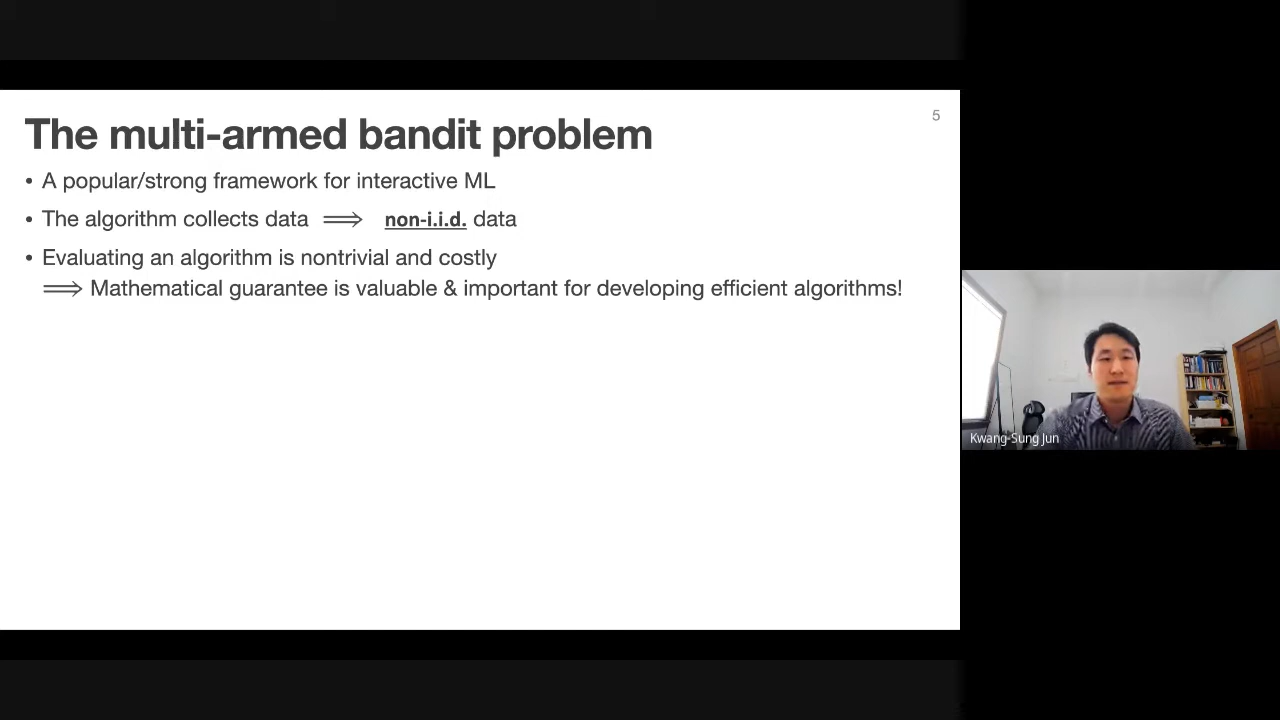 The multi-armed bandit problem
5
• A popular/strong framework for interactive ML
• The algorithm collects data ⟹ non-i.i.d. data
• Evaluating an algorithm is nontrivial and costly
⟹ Mathematical guarantee is valuable & important for developing efficient algorithms!
Kwang-Sung Jun